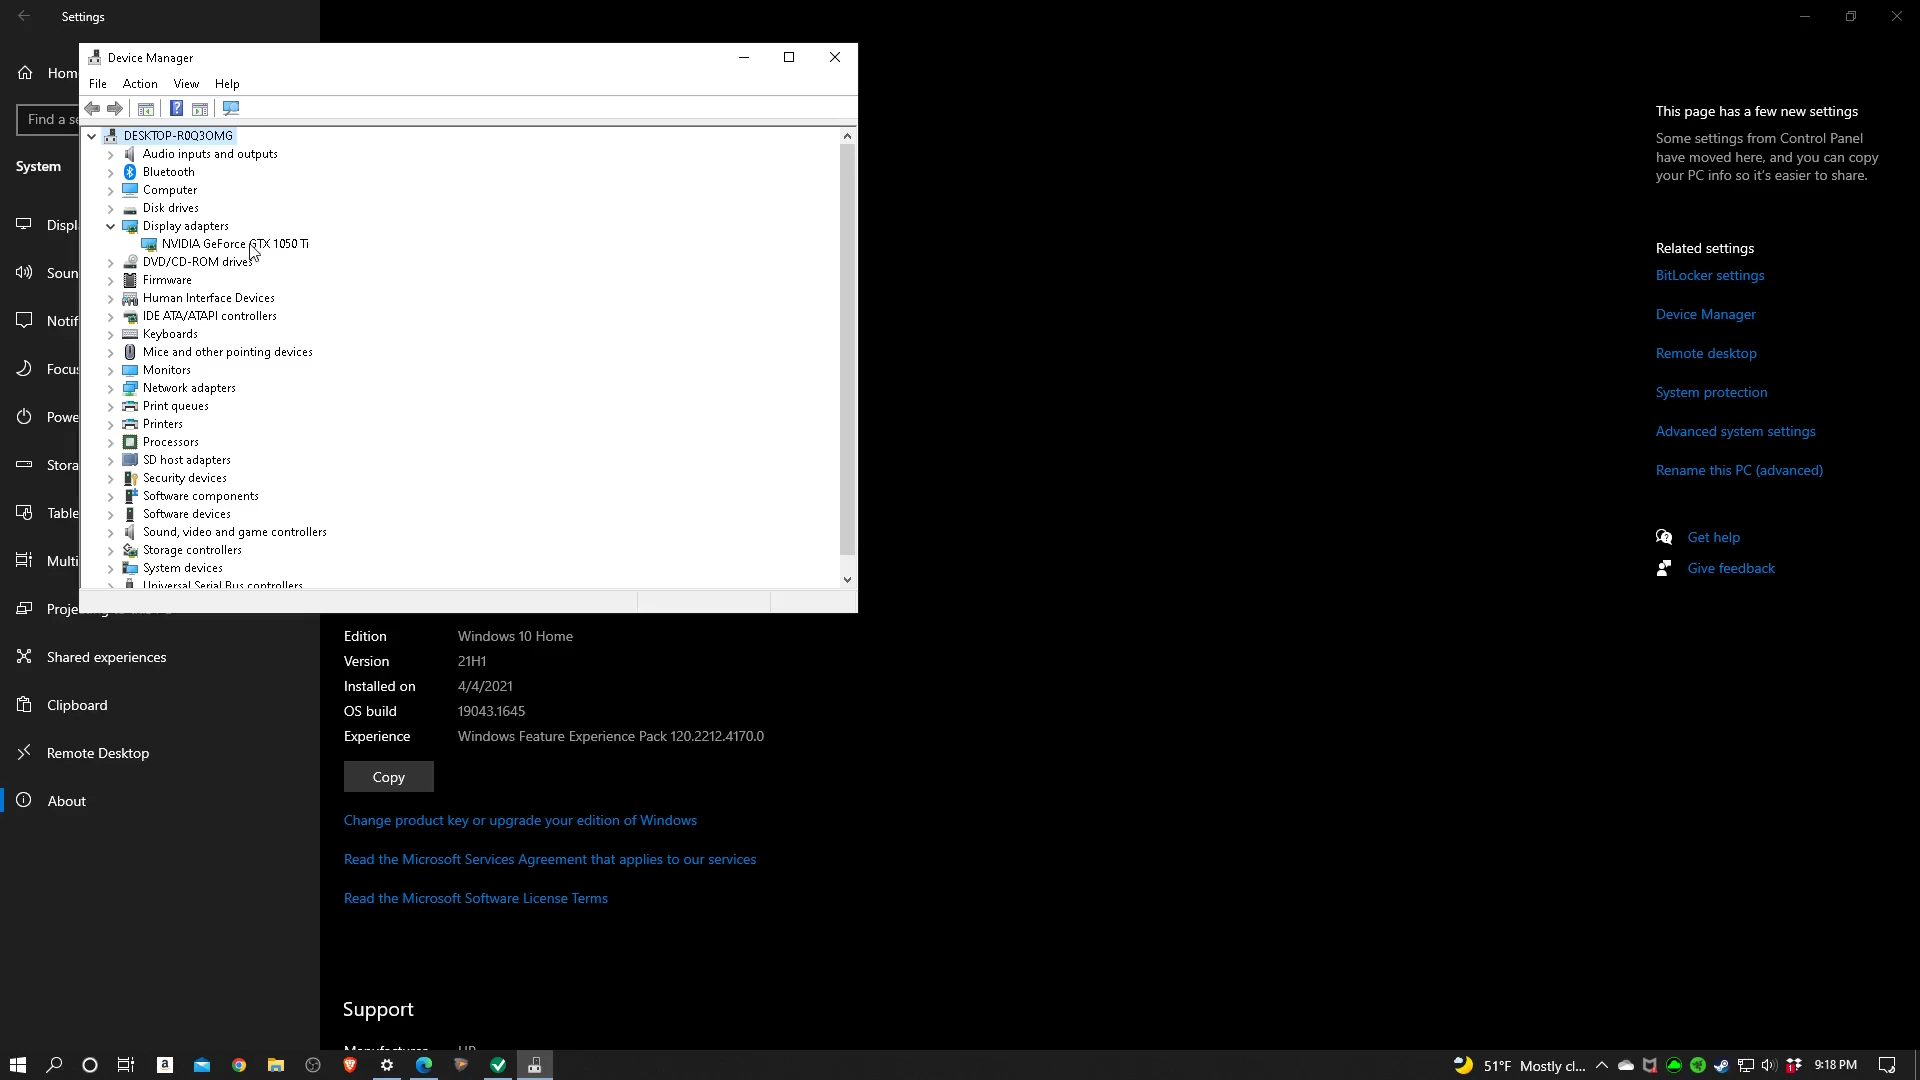 Settings
Device Manager
File Action View Help
Hom
Find a se
System
Displ
Soun
Notif
Focus
Powe
Stora
Table
Multi
Shared experiences
Clipboard
Remote Desktop
About
DESKTOP-R0Q3OMG
Audio inputs and outputs
Bluetooth
Computer
Disk drives
Display adapters
NVIDIA GeForce GTX 1050 Ti
DVD/CD-ROM drives
Firmware
Human Interface Devices
IDE ATA/ATAPI controllers
Keyboards
Mice and other pointing devices
Monitors
Network adapters
Print queues
Printers
Processors
SD host adapters
Security devices
Software components
Software devices
Sound, video and game controllers
Storage controllers
System devices
Universal Serial Bus controllers
Edition Windows 10 Home
Version 21H1
Installed on 4/4/2021
OS build 19043.1645
Experience Windows Feature Experience Pack 120.2212.4170.0
Copy
Change product key or upgrade your edition of Windows
Read the Microsoft Services Agreement that applies to our services
Read the Microsoft Software License Terms
Support
Manufacturer HP
This page has a few new settings
Some settings from Control Panel
have moved here, and you can copy
your PC info so it's easier to share.
Related settings
BitLocker settings
Device Manager
Remote desktop
System protection
Advanced system settings
Rename this PC (advanced)
Get help
Give feedback
51°F Mostly cl... 9:18 PM